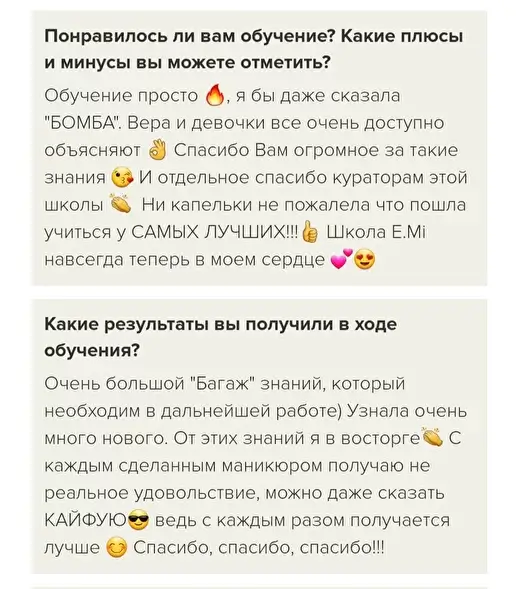 Понравилось ли вам обучение? Какие плюсы
и минусы вы можете отметить?
Обучение просто 🔥, я бы даже сказала
"БОМБА". Вера и девочки все очень доступно
объясняют 👌 Спасибо Вам огромное за такие
знания 😘 И отдельное спасибо кураторам этой
школы 👏 Ни капельки не пожалела что пошла
учиться у САМЫХ ЛУЧШИХ!!!👍 Школа E.Mi
навсегда теперь в моем сердце 💕😍
Какие результаты вы получили в ходе
обучения?
Очень большой "Багаж" знаний, который
необходим в дальнейшей работе) Узнала очень
много нового. От этих знаний я в восторге👏 С
каждым сделанным маникюром получаю не
реальное удовольствие, можно даже сказать
КАЙФУЮ😎 ведь с каждым разом получается
лучше 😊 Спасибо, спасибо, спасибо!!!